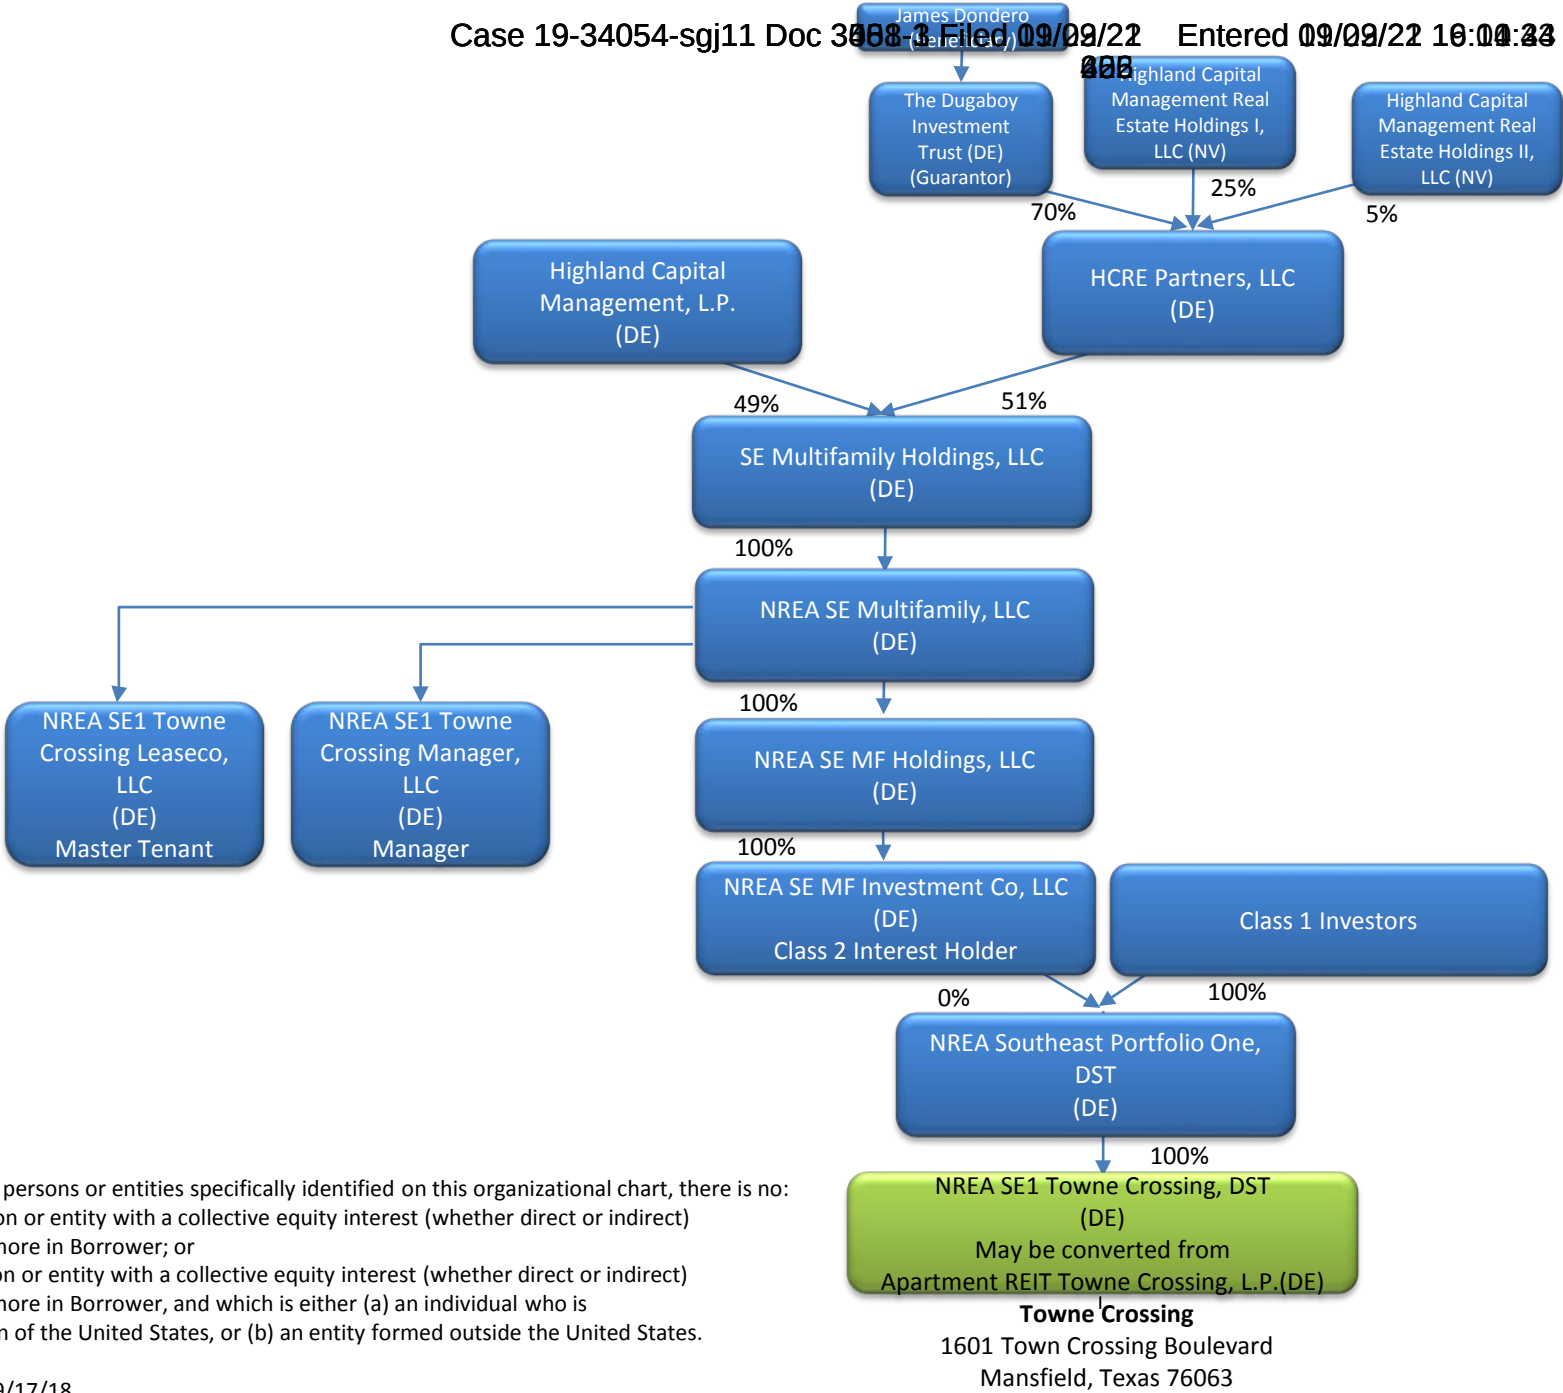 Case 19-34054-sgj11 Doc Filed Entered
James Dondero
(Beneficiary)
The Dugaboy
Investment
Trust (DE)
(Guarantor)
Highland Capital
Management Real
Estate Holdings I,
LLC (NV)
Highland Capital
Management Real
Estate Holdings II,
LLC (NV)
70%
25%
5%
Highland Capital
Management, L.P.
(DE)
HCRE Partners, LLC
(DE)
49%
51%
SE Multifamily Holdings, LLC
(DE)
100%
NREA SE Multifamily, LLC
(DE)
100%
NREA SE1 Towne
Crossing Leaseco,
LLC
(DE)
Master Tenant
NREA SE1 Towne
Crossing Manager,
LLC
(DE)
Manager
NREA SE MF Holdings, LLC
(DE)
100%
NREA SE MF Investment Co, LLC
(DE)
Class 2 Interest Holder
Class 1 Investors
0%
100%
NREA Southeast Portfolio One,
DST
(DE)
100%
NREA SE1 Towne Crossing, DST
(DE)
May be converted from
Apartment REIT Towne Crossing, L.P.(DE)
Towne Crossing
1601 Town Crossing Boulevard
Mansfield, Texas 76063
persons or entities specifically identified on this organizational chart, there is no:
on or entity with a collective equity interest (whether direct or indirect)
more in Borrower; or
on or entity with a collective equity interest (whether direct or indirect)
more in Borrower, and which is either (a) an individual who is
n of the United States, or (b) an entity formed outside the United States.
9/17/18